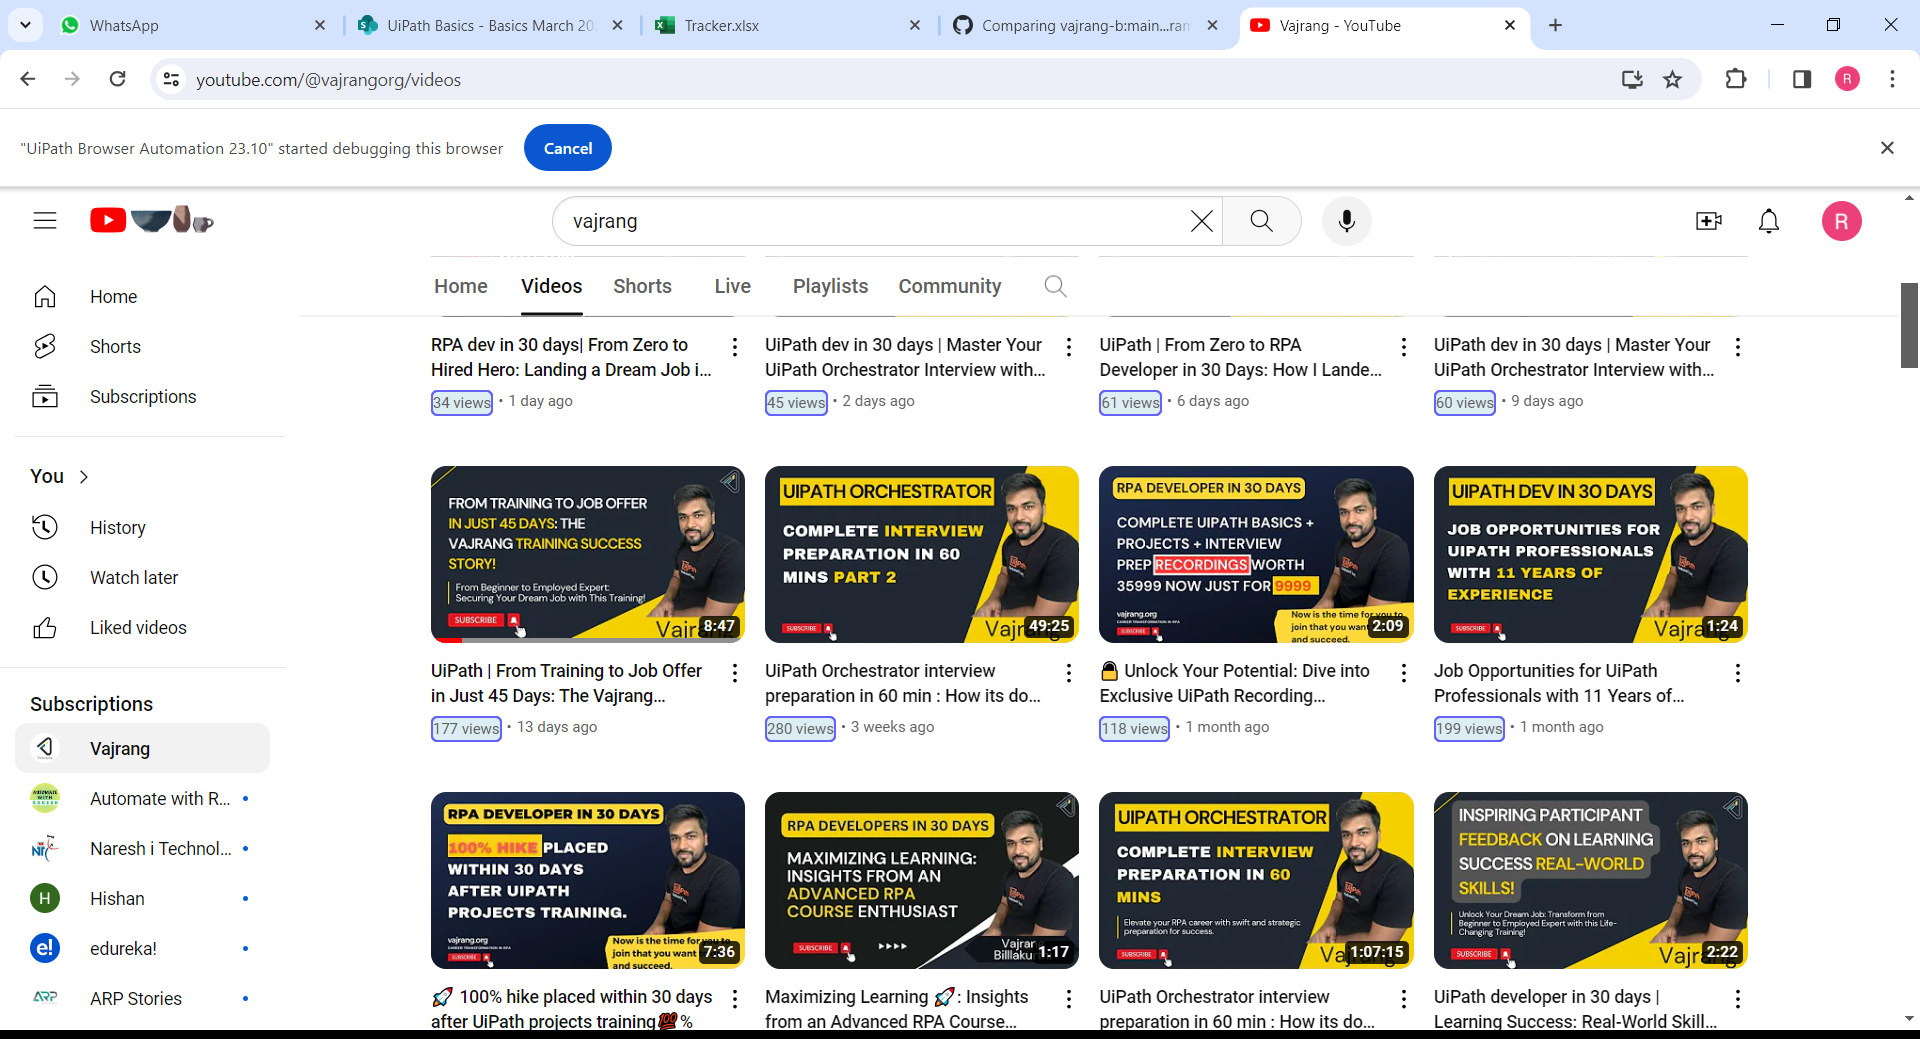 WhatsApp
UiPath Basics - Basics March 20
Tracker.xlsx
Comparing vajrang-b:main...ram
Vajrang - YouTube
youtube.com/@vajrangorg/videos
R
"UiPath Browser Automation 23.10" started debugging this browser
Cancel
vajrang
R
Home
Videos
Shorts
Live
Playlists
Community
Home
Shorts
Subscriptions
You
History
Watch later
Liked videos
Subscriptions
Vajrang
Automate with R...
Naresh i Technol...
H
Hishan
e!
edureka!
ARP
ARP Stories
RPA dev in 30 days| From Zero to
Hired Hero: Landing a Dream Job i...
34 views • 1 day ago
UiPath dev in 30 days | Master Your
UiPath Orchestrator Interview with...
45 views • 2 days ago
UiPath | From Zero to RPA
Developer in 30 Days: How I Lande...
61 views • 6 days ago
UiPath dev in 30 days | Master Your
UiPath Orchestrator Interview with...
60 views • 9 days ago
FROM TRAINING TO JOB OFFER
IN JUST 45 DAYS: THE
VAJRANG TRAINING SUCCESS
STORY!
From Beginner to Employed Expert:
Securing Your Dream Job with This Training!
SUBSCRIBE
8:47
UiPath | From Training to Job Offer
in Just 45 Days: The Vajrang...
177 views • 13 days ago
UIPATH ORCHESTRATOR
COMPLETE INTERVIEW
PREPARATION IN 60
MINS PART 2
SUBSCRIBE
49:25
UiPath Orchestrator interview
preparation in 60 min : How its do...
280 views • 3 weeks ago
RPA DEVELOPER IN 30 DAYS
COMPLETE UIPATH BASICS +
PROJECTS + INTERVIEW
PREP RECORDINGS WORTH
35999 NOW JUST FOR 9999
vajrang.org
SUBSCRIBE
Now is the time for you to
join that you want
and succeed.
2:09
Unlock Your Potential: Dive into
Exclusive UiPath Recording...
118 views • 1 month ago
UIPATH DEV IN 30 DAYS
JOB OPPORTUNITIES FOR
UIPATH PROFESSIONALS
WITH 11 YEARS OF
EXPERIENCE
SUBSCRIBE
1:24
Job Opportunities for UiPath
Professionals with 11 Years of...
199 views • 1 month ago
RPA DEVELOPER IN 30 DAYS
100% HIKE PLACED
WITHIN 30 DAYS
AFTER UIPATH
PROJECTS TRAINING.
vajrang.org
CAREER TRANSFORMATION IN RPA
SUBSCRIBE
Now is the time for you to
join that you want
and succeed.
7:36
🚀 100% hike placed within 30 days
after UiPath projects training💯%
RPA DEVELOPERS IN 30 DAYS
MAXIMIZING LEARNING:
INSIGHTS FROM AN
ADVANCED RPA
COURSE ENTHUSIAST
SUBSCRIBE
1:17
Maximizing Learning 🚀: Insights
from an Advanced RPA Course...
UIPATH ORCHESTRATOR
COMPLETE INTERVIEW
PREPARATION IN 60
MINS
Elevate your RPA career with swift and strategic
preparation for success.
SUBSCRIBE
1:07:15
UiPath Orchestrator interview
preparation in 60 min : How its do...
INSPIRING PARTICIPANT
FEEDBACK ON LEARNING
SUCCESS REAL-WORLD
SKILLS!
Unlock Your Dream Job: Transform from
Beginner to Employed Expert with this Life-
Changing Training!
SUBSCRIBE
2:22
UiPath developer in 30 days |
Learning Success: Real-World Skill...